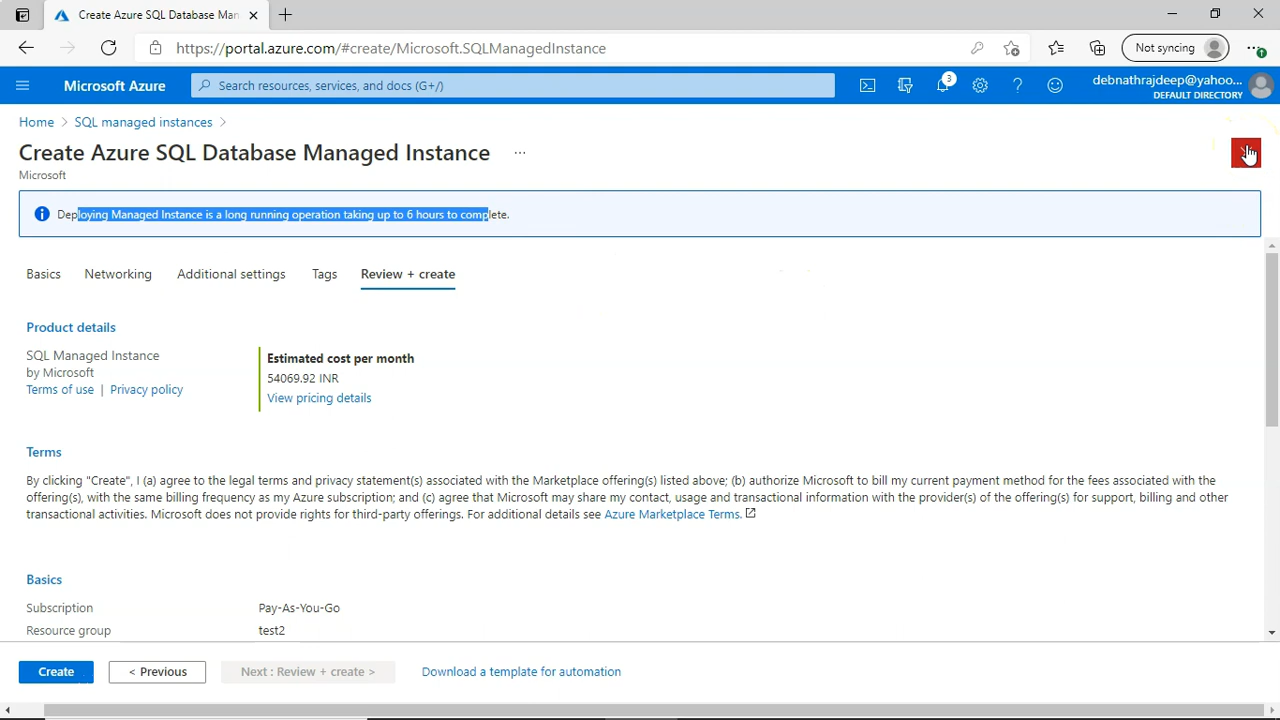 Create Azure SQL Database Man
https://portal.azure.com/#create/Microsoft.SQLManagedInstance
Not syncing
Microsoft Azure
Search resources, services, and docs (G+/)
3
debnathrajdeep@yahoo...
DEFAULT DIRECTORY
Home > SQL managed instances >
Create Azure SQL Database Managed Instance ...
Microsoft
Deploying Managed Instance is a long running operation taking up to 6 hours to complete.
Basics Networking Additional settings Tags Review + create
Product details
SQL Managed Instance
by Microsoft
Terms of use | Privacy policy
Estimated cost per month
54069.92 INR
View pricing details
Terms
By clicking "Create", I (a) agree to the legal terms and privacy statement(s) associated with the Marketplace offering(s) listed above; (b) authorize Microsoft to bill my current payment method for the fees associated with the
offering(s), with the same billing frequency as my Azure subscription; and (c) agree that Microsoft may share my contact, usage and transactional information with the provider(s) of the offering(s) for support, billing and other
transactional activities. Microsoft does not provide rights for third-party offerings. For additional details see Azure Marketplace Terms.
Basics
Subscription Pay-As-You-Go
Resource group test2
Create < Previous Next : Review + create > Download a template for automation